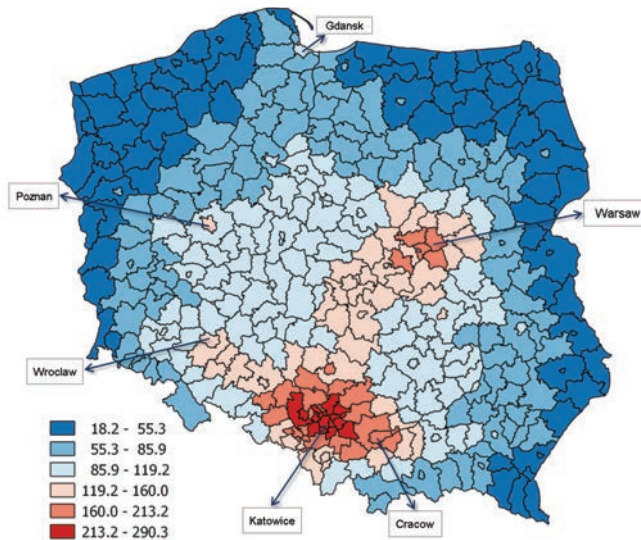 Gdansk
Poznan
Warsaw
Wroclaw
18.2 - 55.3
55.3 - 85.9
85.9 - 119.2
119.2 - 160.0
160.0 - 213.2
213.2 - 290.3
Katowice
Cracow